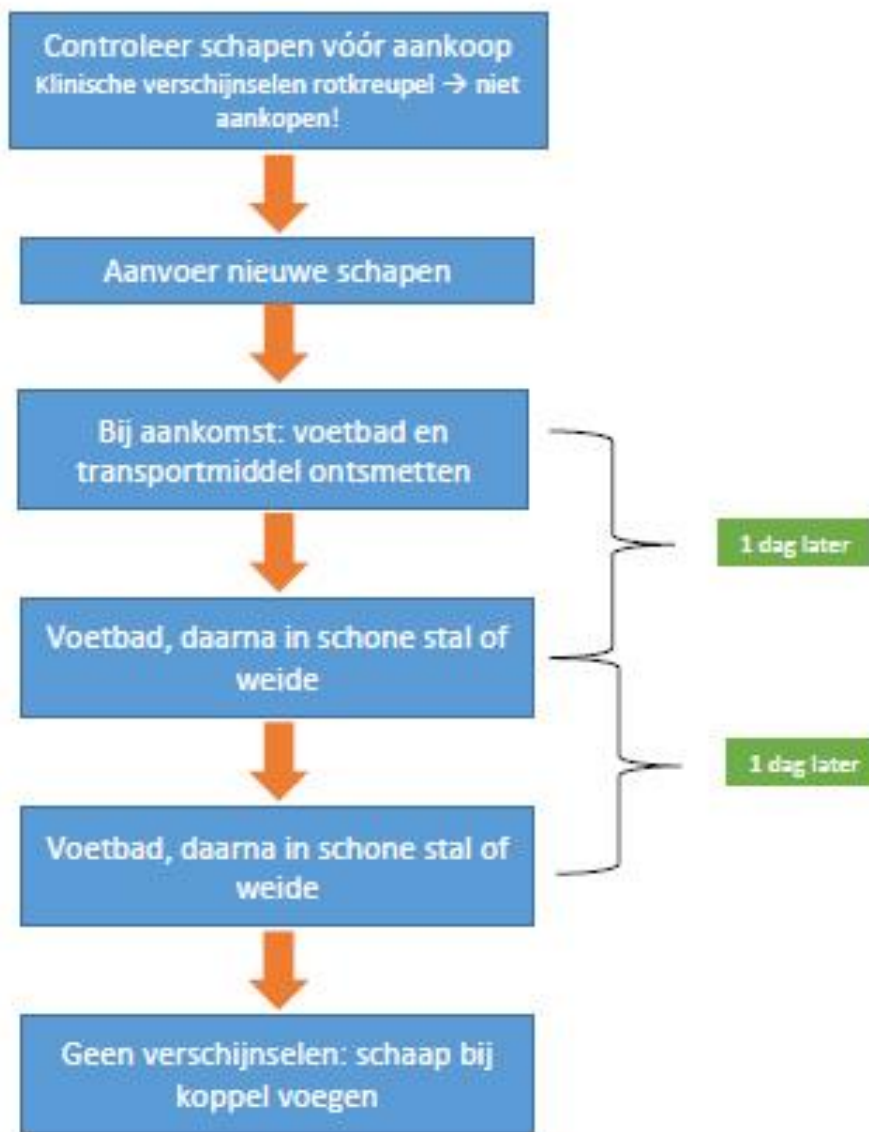 Controleer schapen vóór aankoop
Klinische verschijnselen rotkreupel → niet
aankopen!
Aanvoer nieuwe schapen
Bij aankomst: voetbad en
transportmiddel ontsmetten
1 dag later
Voetbad, daarna in schone stal of
weide
1 dag later
Voetbad, daarna in schone stal of
weide
Geen verschijnselen: schaap bij
koppel voegen